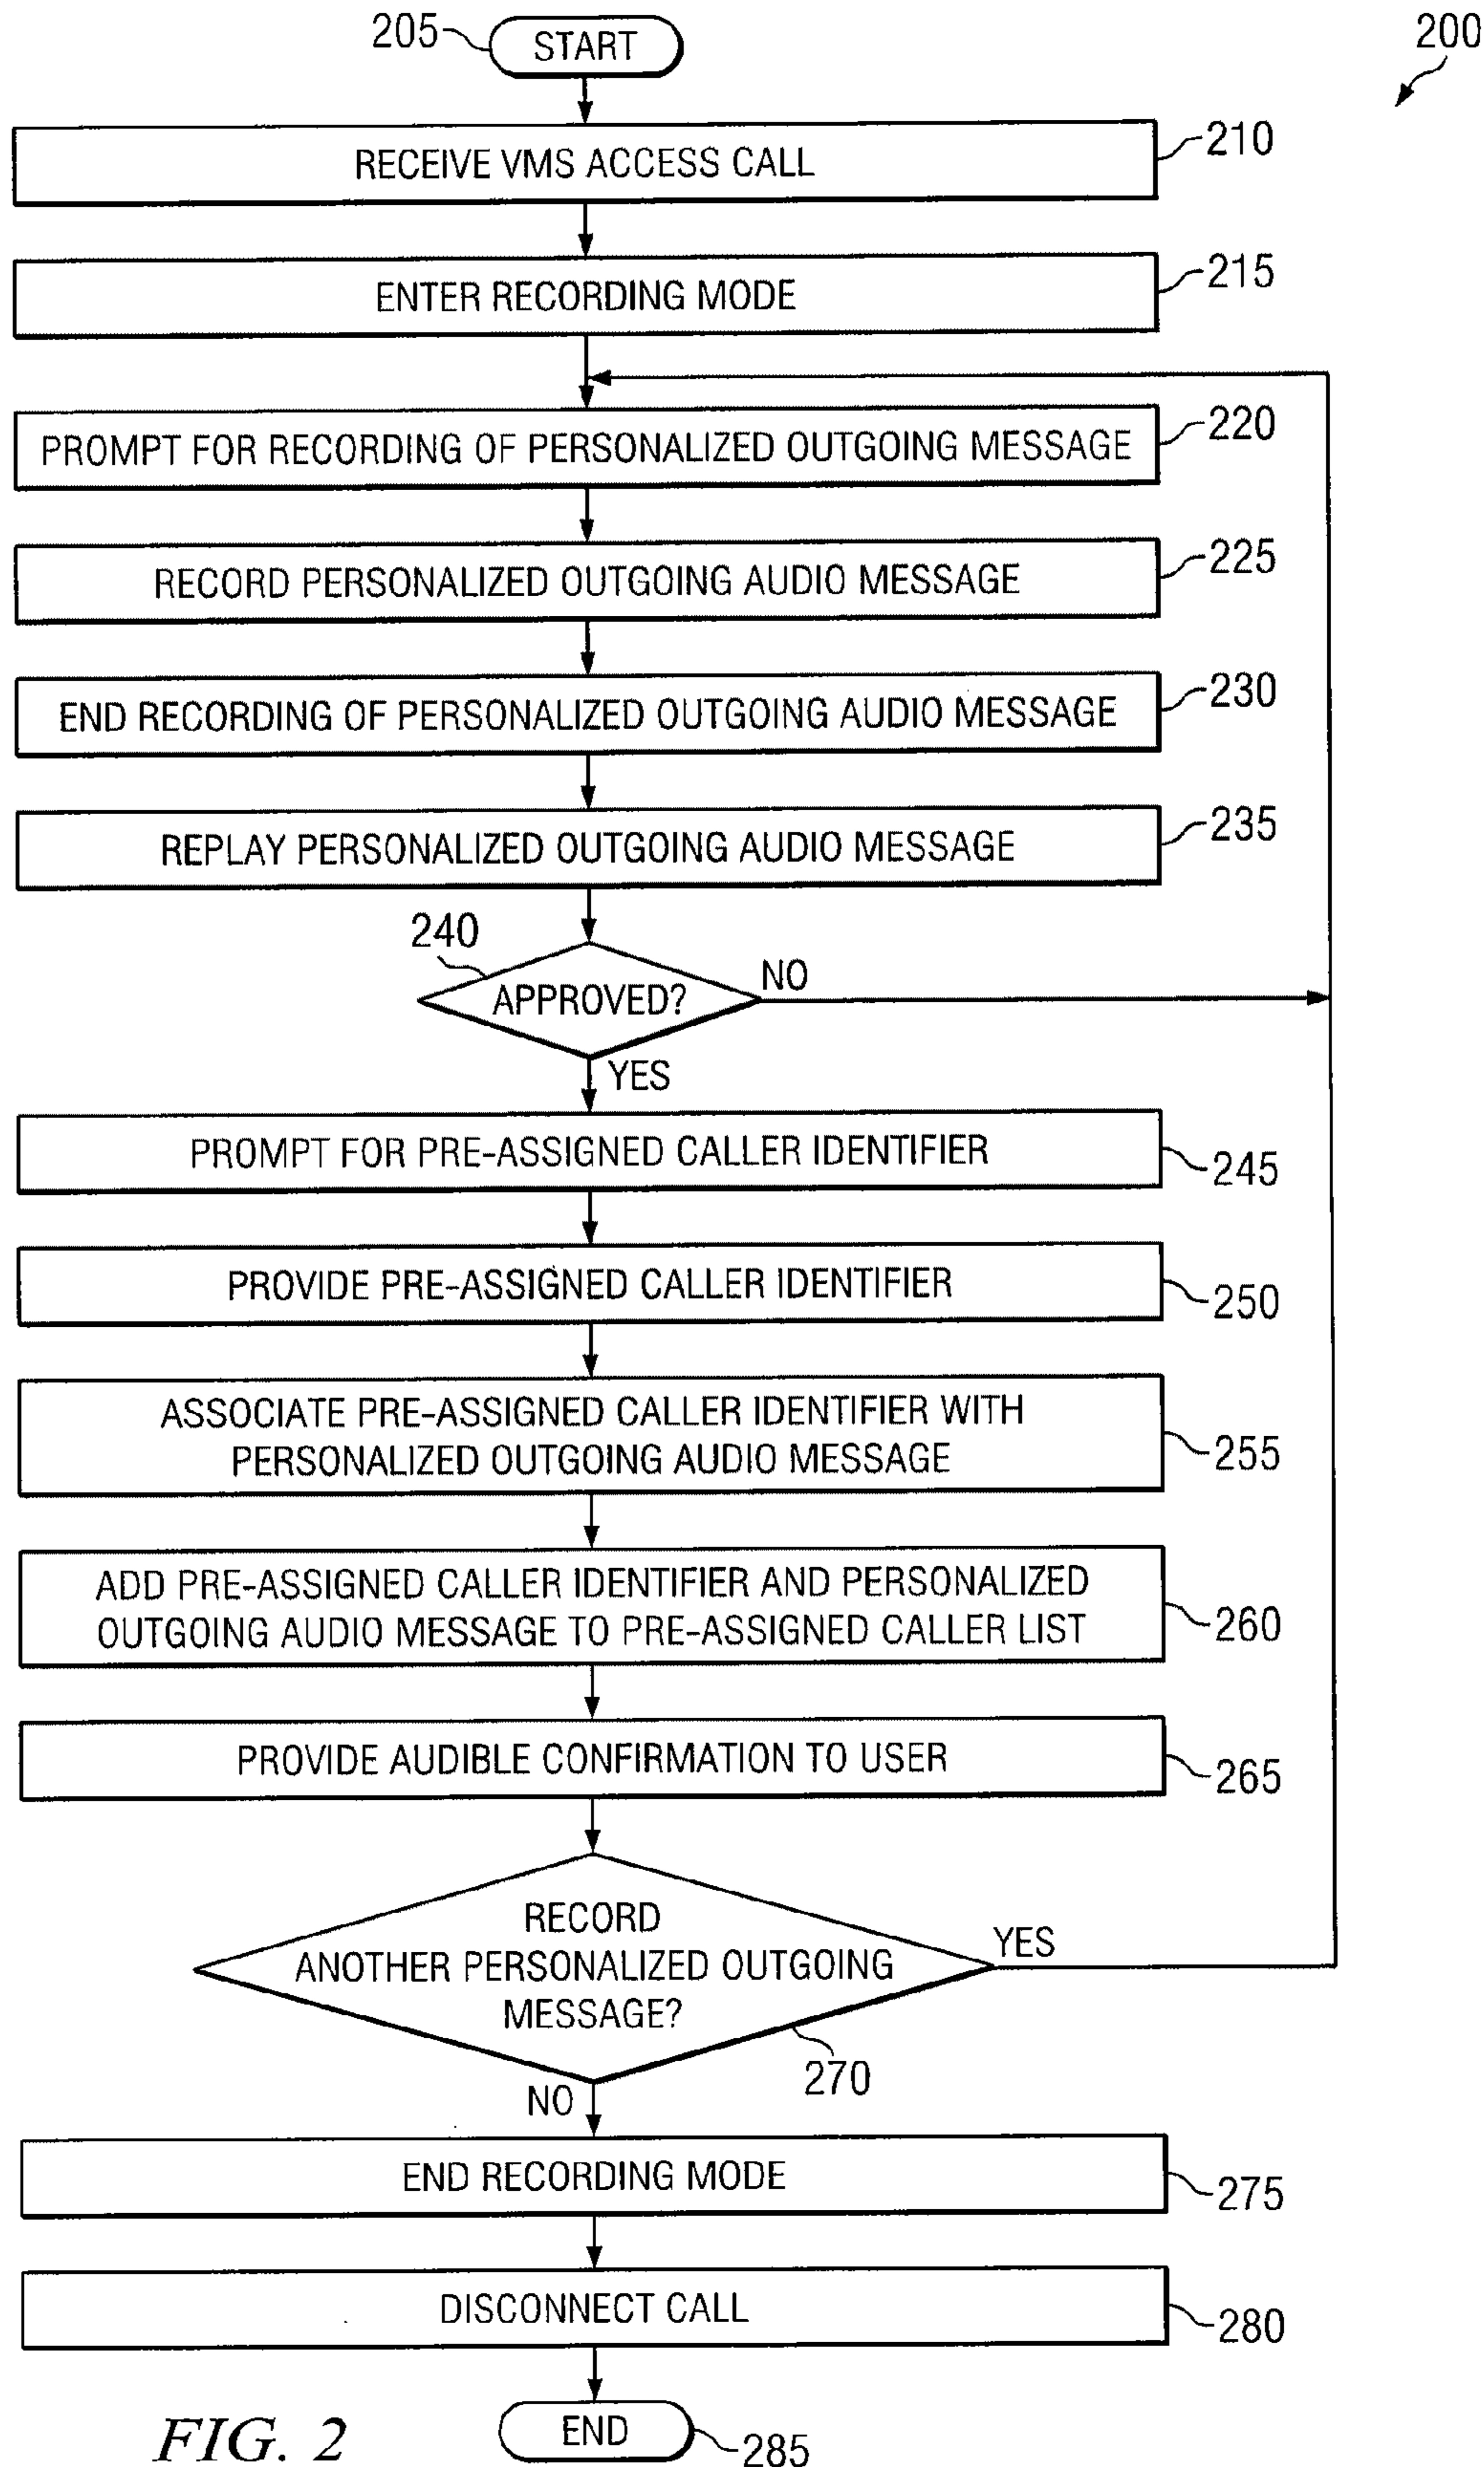 205
START
200
RECEIVE VMS ACCESS CALL
210
ENTER RECORDING MODE
215
PROMPT FOR RECORDING OF PERSONALIZED OUTGOING MESSAGE
220
RECORD PERSONALIZED OUTGOING AUDIO MESSAGE
225
END RECORDING OF PERSONALIZED OUTGOING AUDIO MESSAGE
230
REPLAY PERSONALIZED OUTGOING AUDIO MESSAGE
235
240
APPROVED?
NO
YES
PROMPT FOR PRE-ASSIGNED CALLER IDENTIFIER
245
PROVIDE PRE-ASSIGNED CALLER IDENTIFIER
250
ASSOCIATE PRE-ASSIGNED CALLER IDENTIFIER WITH
PERSONALIZED OUTGOING AUDIO MESSAGE
255
ADD PRE-ASSIGNED CALLER IDENTIFIER AND PERSONALIZED
OUTGOING AUDIO MESSAGE TO PRE-ASSIGNED CALLER LIST
260
PROVIDE AUDIBLE CONFIRMATION TO USER
265
RECORD
ANOTHER PERSONALIZED OUTGOING
MESSAGE?
YES
270
NO
END RECORDING MODE
275
DISCONNECT CALL
280
END
285
FIG. 2